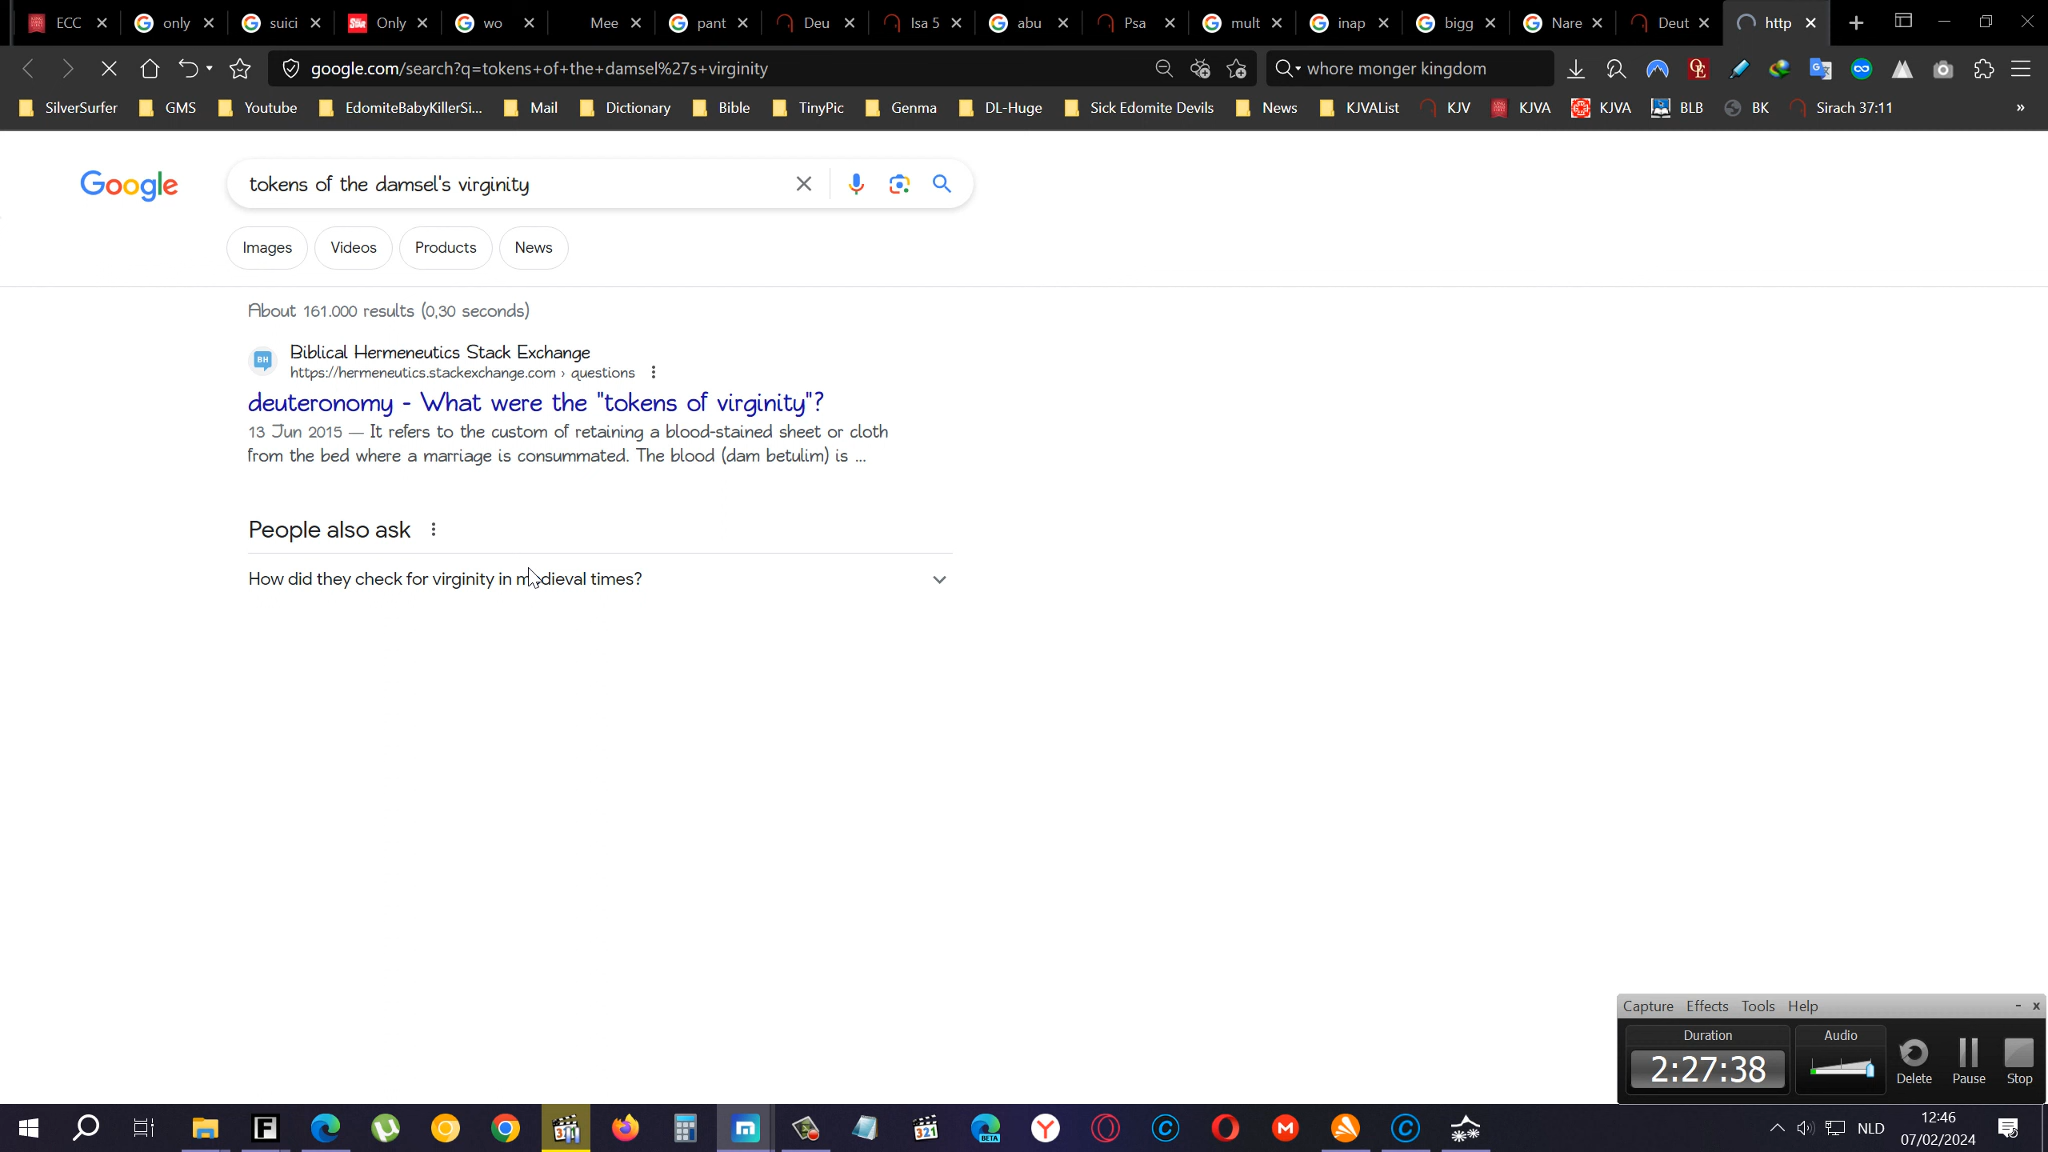 ECC
only
suici
Only
wo
Mee
pant
Deu
Isa 5
abu
Psa
mult
inap
bigg
Nare
Deut
http
google.com/search?q=tokens+of+the+damsel%27s+virginity
whore monger kingdom
SilverSurfer
GMS
Youtube
EdomiteBabyKillerSi...
Mail
Dictionary
Bible
TinyPic
Genma
DL-Huge
Sick Edomite Devils
News
KJVAList
KJV
KJVA
KJVA
BLB
BK
Sirach 37:11
»
Google
tokens of the damsel's virginity
Images
Videos
Products
News
About 161.000 results (0,30 seconds)
BH
Biblical Hermeneutics Stack Exchange
https://hermeneutics.stackexchange.com › questions
deuteronomy - What were the "tokens of virginity"?
13 Jun 2015 — It refers to the custom of retaining a blood-stained sheet or cloth
from the bed where a marriage is consummated. The blood (dam betulim) is ...
People also ask
How did they check for virginity in medieval times?
Capture Effects Tools Help
Duration
Audio
2:27:38
Delete
Pause
Stop
321
BETA
NLD
12:46
07/02/2024